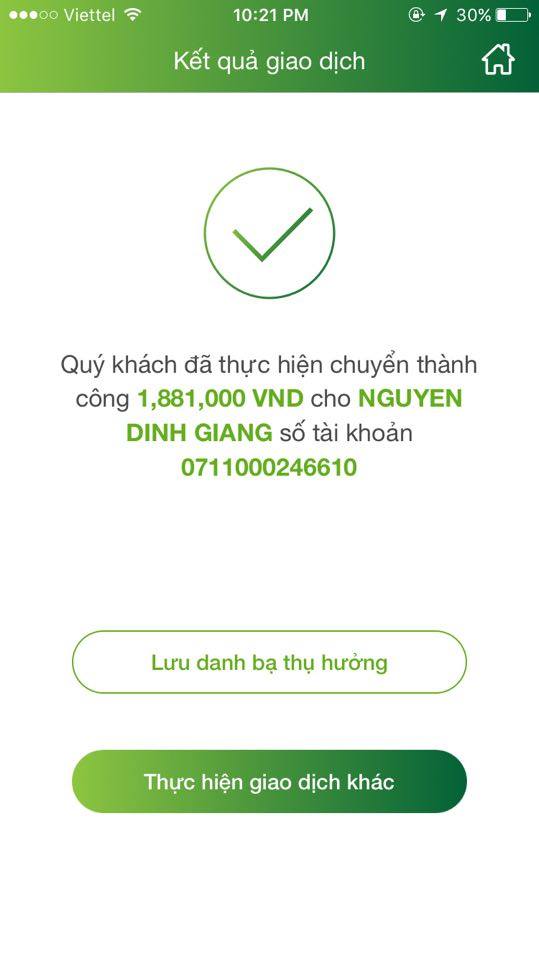 Viettel 10:21 PM 30%
Kết quả giao dịch
Quý khách đã thực hiện chuyển thành
công 1,881,000 VND cho NGUYEN
DINH GIANG số tài khoản
0711000246610
Lưu danh bạ thụ hưởng
Thực hiện giao dịch khác